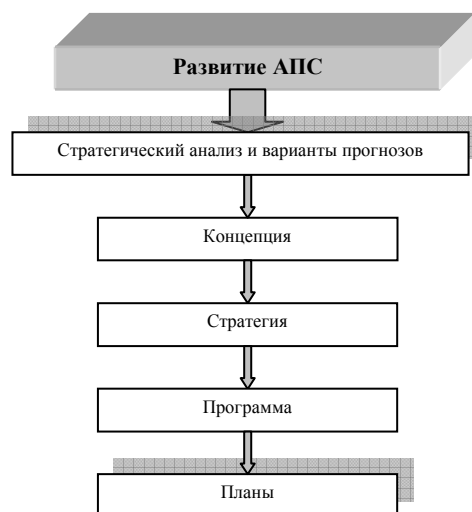 Развитие АПС
Стратегический анализ и варианты прогнозов
Концепция
Стратегия
Программа
Планы